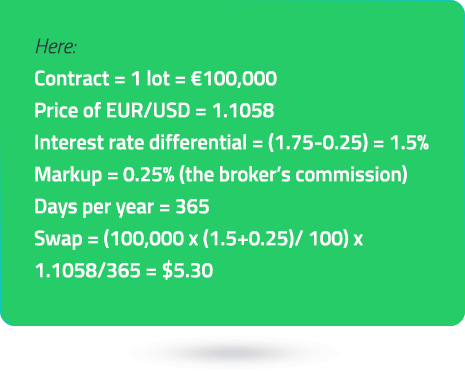 Here:
Contract = 1 lot = €100,000
Price of EUR/USD = 1.1058
Interest rate differential = (1.75-0.25) = 1.5%
Markup = 0.25% (the broker's commission)
Days per year = 365
Swap = (100,000 x (1.5+0.25)/ 100) x
1.1058/365 = $5.30